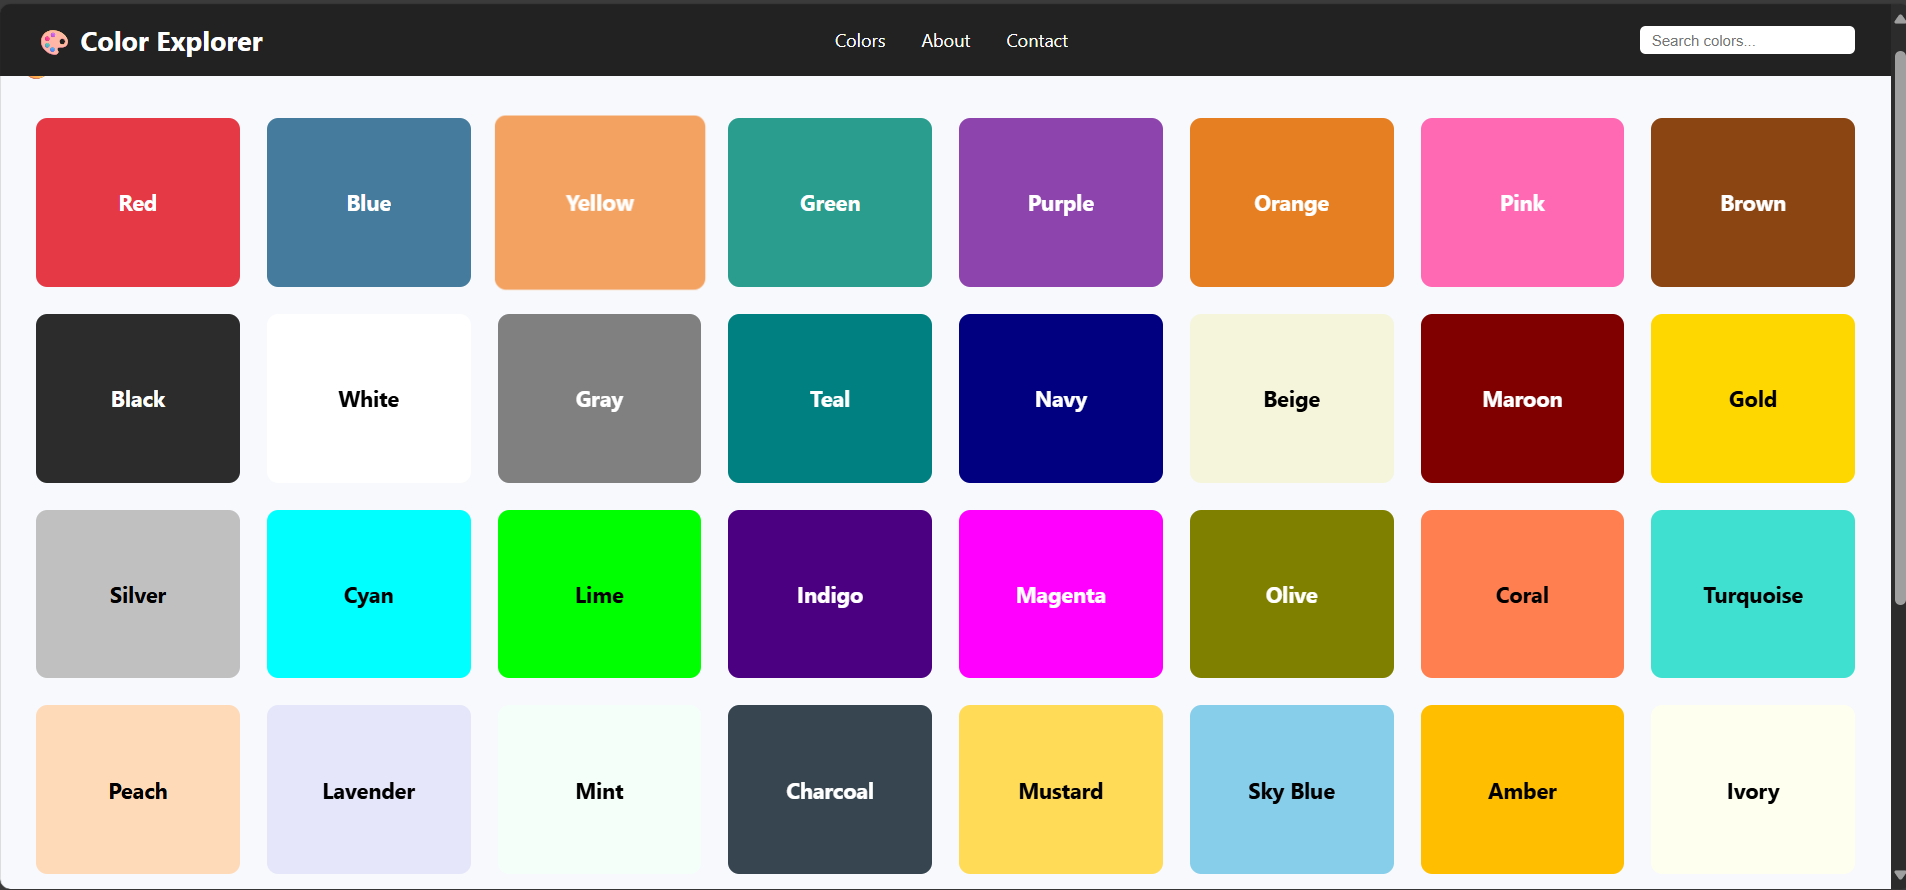 Color Explorer
Colors About Contact
Search colors...
Red Blue Yellow Green Purple Orange Pink Brown
Black White Gray Teal Navy Beige Maroon Gold
Silver Cyan Lime Indigo Magenta Olive Coral Turquoise
Peach Lavender Mint Charcoal Mustard Sky Blue Amber Ivory